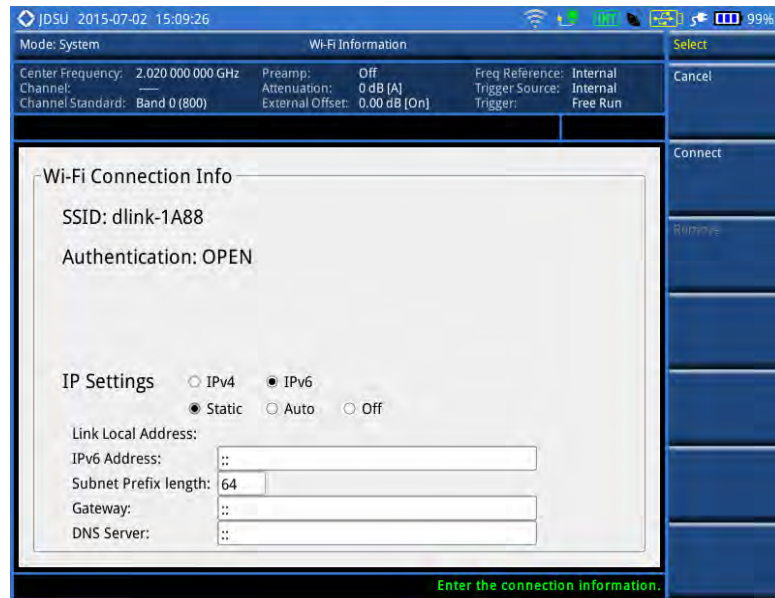 JDSU 2015-07-02 15:09:26 INT 99%
Mode: System Wi-Fi Information Select
Center Frequency: 2.020 000 000 GHz Preamp: Off Freq Reference: Internal
Channel: ---- Attenuation: 0 dB [A] Trigger Source: Internal
Channel Standard: Band 0 (800) External Offset: 0.00 dB [On] Trigger: Free Run
Cancel
Connect
Remove
Wi-Fi Connection Info
SSID: dlink-1A88
Authentication: OPEN
IP Settings IPv4 IPv6
Static Auto Off
Link Local Address:
IPv6 Address: ::
Subnet Prefix length: 64
Gateway: ::
DNS Server: ::
Enter the connection information.